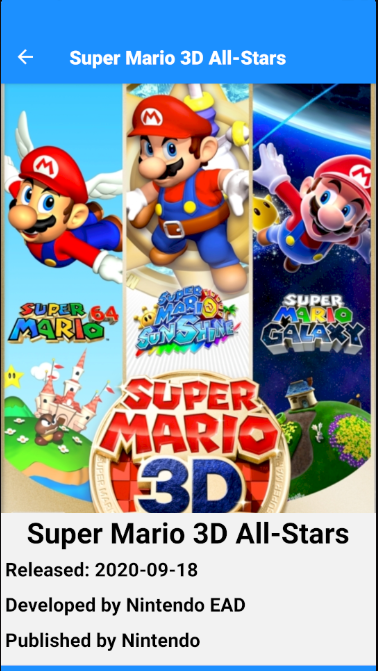 Super Mario 3D All-Stars
SUPER
MARIO 64
SUPER
MARIO
SUNSHINE
SUPER
MARIO
GALAXY
SUPER
MARIO
3D
Super Mario 3D All-Stars
Released: 2020-09-18
Developed by Nintendo EAD
Published by Nintendo